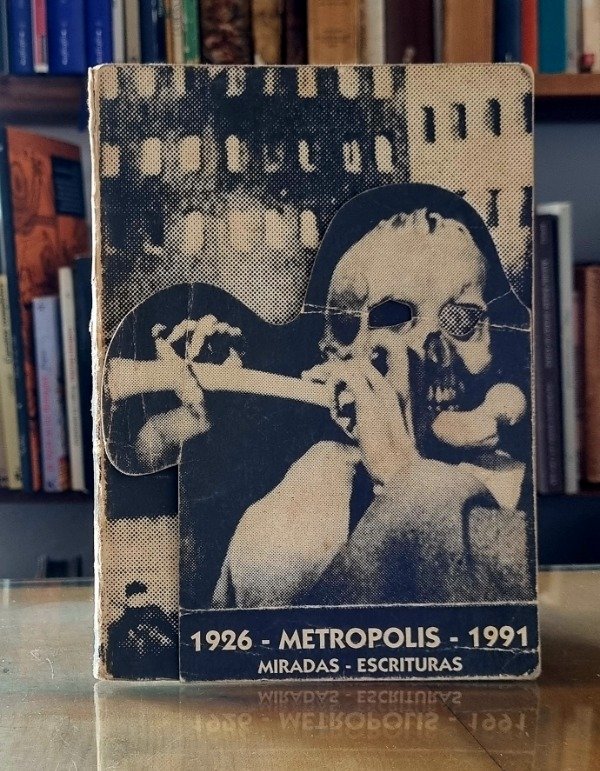 1926 - METROPOLIS - 1991
MIRADAS - ESCRITURAS